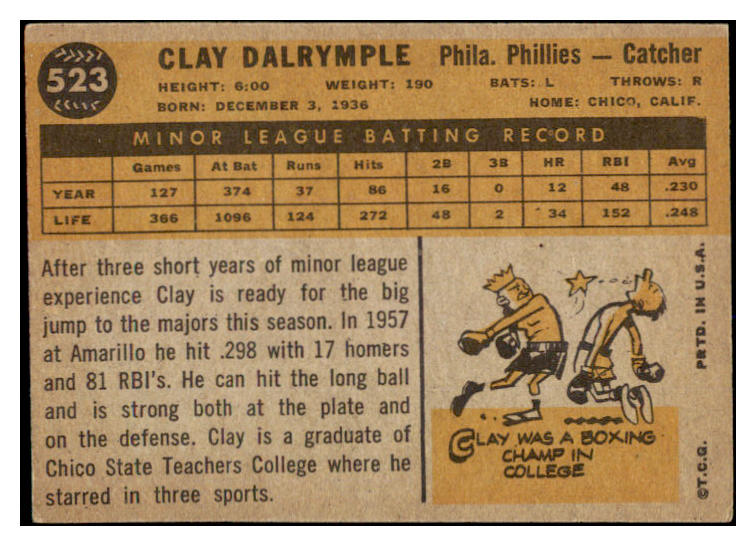 523
CLAY DALRYMPLE Phila. Phillies — Catcher
HEIGHT: 6:00 WEIGHT: 190 BATS: L THROWS: R
BORN: DECEMBER 3, 1936 HOME: CHICO, CALIF.
MINOR LEAGUE BATTING RECORD
Games At Bat Runs Hits 2B 3B HR RBI Avg
YEAR 127 374 37 86 16 0 12 48 .230
LIFE 366 1096 124 272 48 2 34 152 .248
After three short years of minor league
experience Clay is ready for the big
jump to the majors this season. In 1957
at Amarillo he hit .298 with 17 homers
and 81 RBI's. He can hit the long ball
and is strong both at the plate and
on the defense. Clay is a graduate of
Chico State Teachers College where he
starred in three sports.
CLAY WAS A BOXING
CHAMP IN
COLLEGE
©T.C.G. PRTD. IN U.S.A.